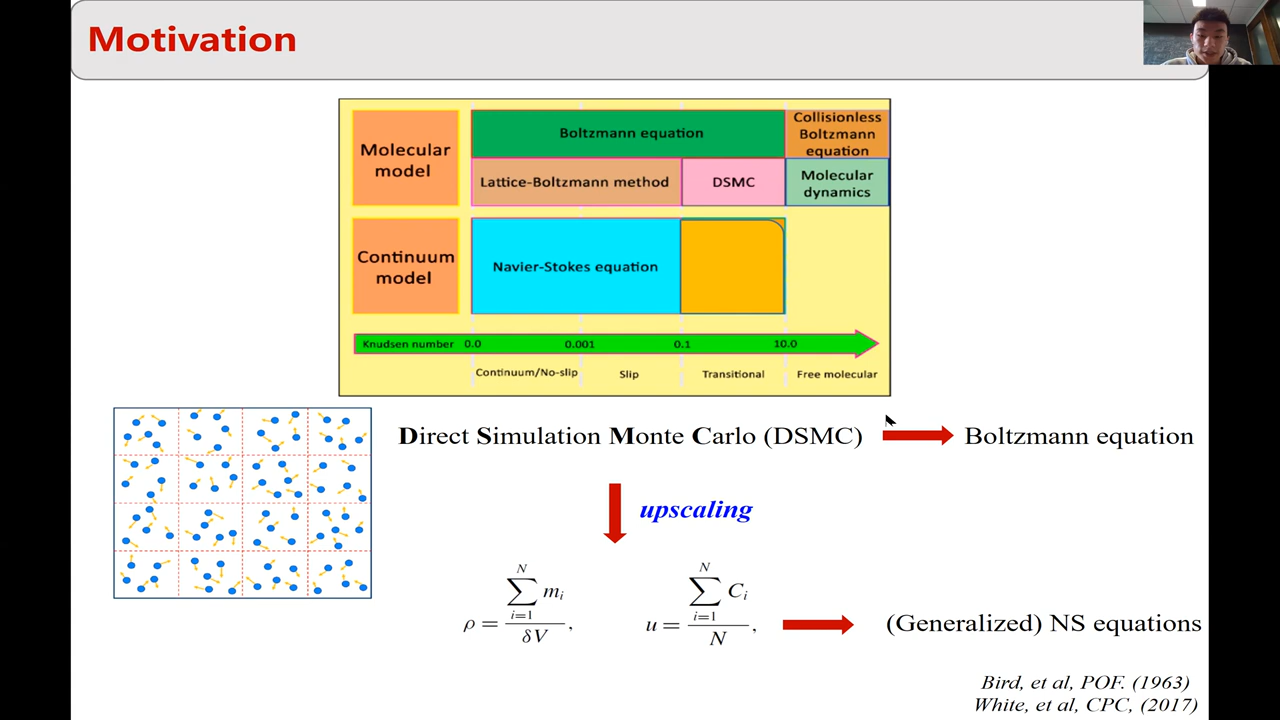 Motivation
Molecular
model
Boltzmann equation
Collisionless
Boltzmann
equation
Lattice-Boltzmann method
DSMC
Molecular
dynamics
Continuum
model
Navier-Stokes equation
Knudsen number 0.0 0.001 0.1 10.0
Continuum/No-slip Slip Transitional Free molecular
Direct Simulation Monte Carlo (DSMC)
Boltzmann equation
upscaling
ρ = ∑_{i=1}^{N} m_i / δV,
u = ∑_{i=1}^{N} C_i / N,
(Generalized) NS equations
Bird, et al, POF. (1963)
White, et al, CPC, (2017)